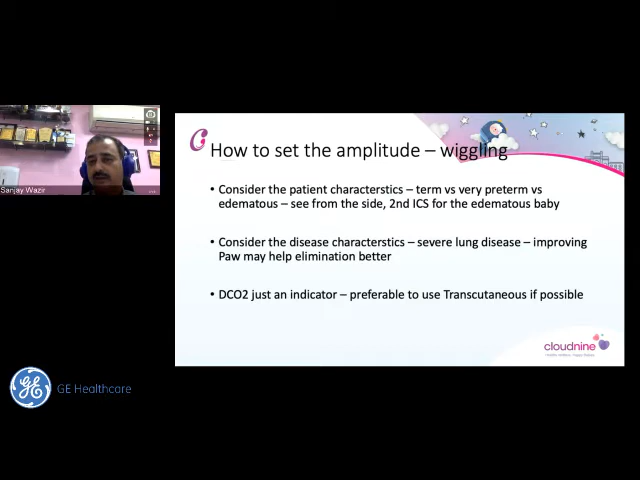 Sanjay Wazir
How to set the amplitude – wiggling
• Consider the patient characterstics – term vs very preterm vs
edematous – see from the side, 2nd ICS for the edematous baby
• Consider the disease characterstics – severe lung disease – improving
Paw may help elimination better
• DCO2 just an indicator – preferable to use Transcutaneous if possible
cloudnine
GE Healthcare